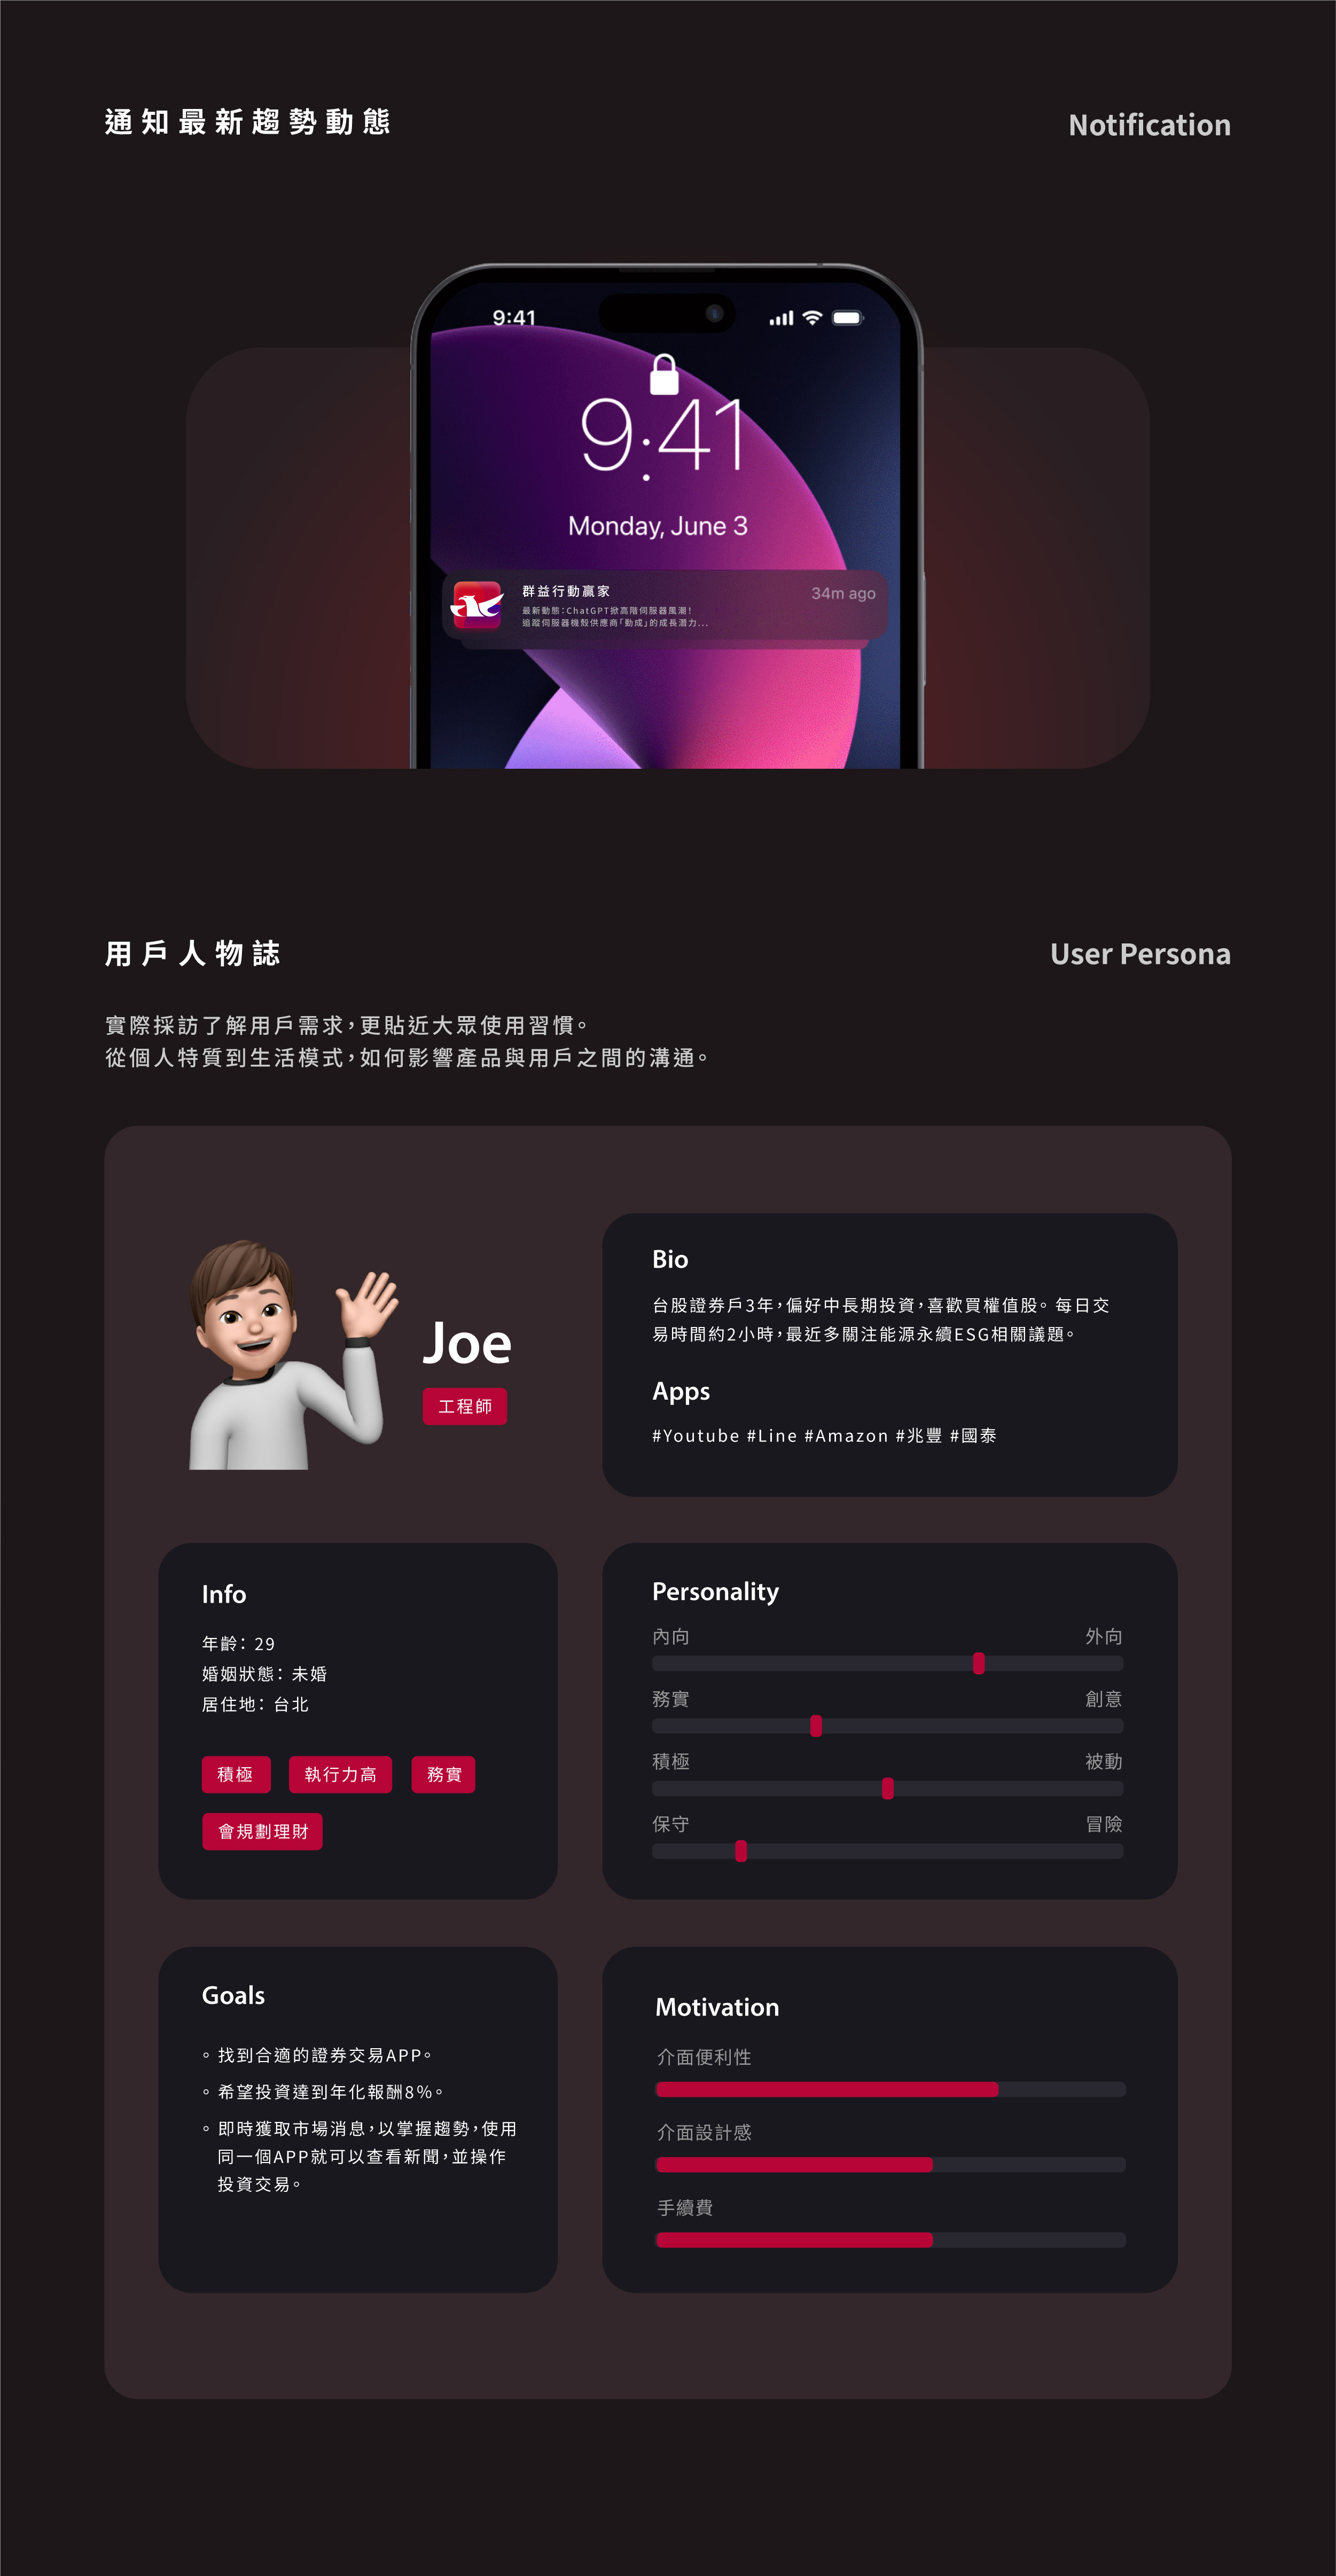 通知最新趨勢動態
Notification
9:41
9:41
Monday, June 3
群益行動贏家
34m ago
最新動態:ChatGPT掀高階伺服器風潮!
追蹤伺服器機殼供應商「動成」的成長潛力...
用戶人物誌
User Persona
實際採訪了解用戶需求,更貼近大眾使用習慣。
從個人特質到生活模式,如何影響產品與用戶之間的溝通。
Joe
工程師
Bio
台股證券戶3年,偏好中長期投資,喜歡買權值股。每日交
易時間約2小時,最近多關注能源永續ESG相關議題。
Apps
#Youtube #Line #Amazon #兆豐 #國泰
Info
年齡: 29
婚姻狀態: 未婚
居住地: 台北
積極 執行力高 務實
會規劃理財
Personality
內向 外向
務實 創意
積極 被動
保守 冒險
Goals
。找到合適的證券交易APP。
。希望投資達到年化報酬8%。
。即時獲取市場消息,以掌握趨勢,使用
同一個APP就可以查看新聞,並操作
投資交易。
Motivation
介面便利性
介面設計感
手續費